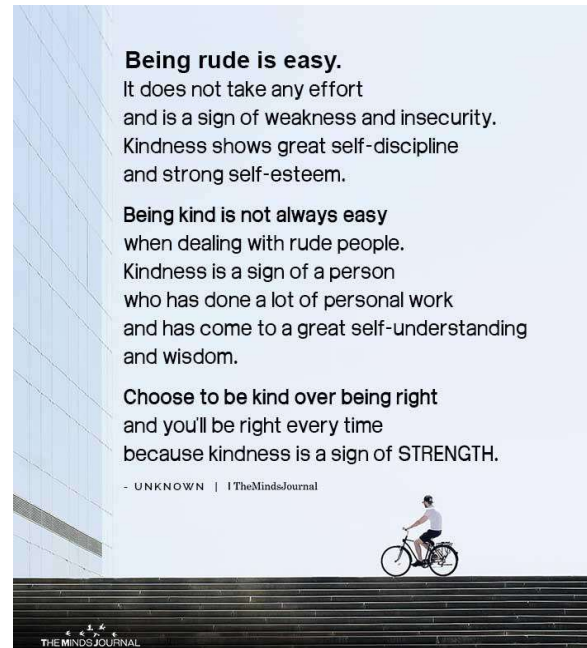 Being rude is easy.
It does not take any effort
and is a sign of weakness and insecurity.
Kindness shows great self-discipline
and strong self-esteem.
Being kind is not always easy
when dealing with rude people.
Kindness is a sign of a person
who has done a lot of personal work
and has come to a great self-understanding
and wisdom.
Choose to be kind over being right
and you'll be right every time
because kindness is a sign of STRENGTH.
- UNKNOWN | I TheMindsJournal
THE MINDS JOURNAL